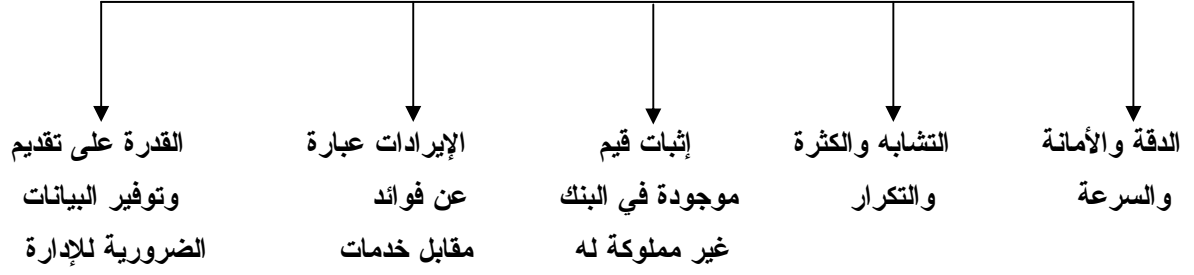 الدقة والأمانة
والسرعة
التشابه والكثرة
والتكرار
إثبات قيم
موجودة في البنك
غير مملوكة له
الإيرادات عبارة
عن فوائد
مقابل خدمات
القدرة على تقديم
وتوفير البيانات
الضرورية للإدارة